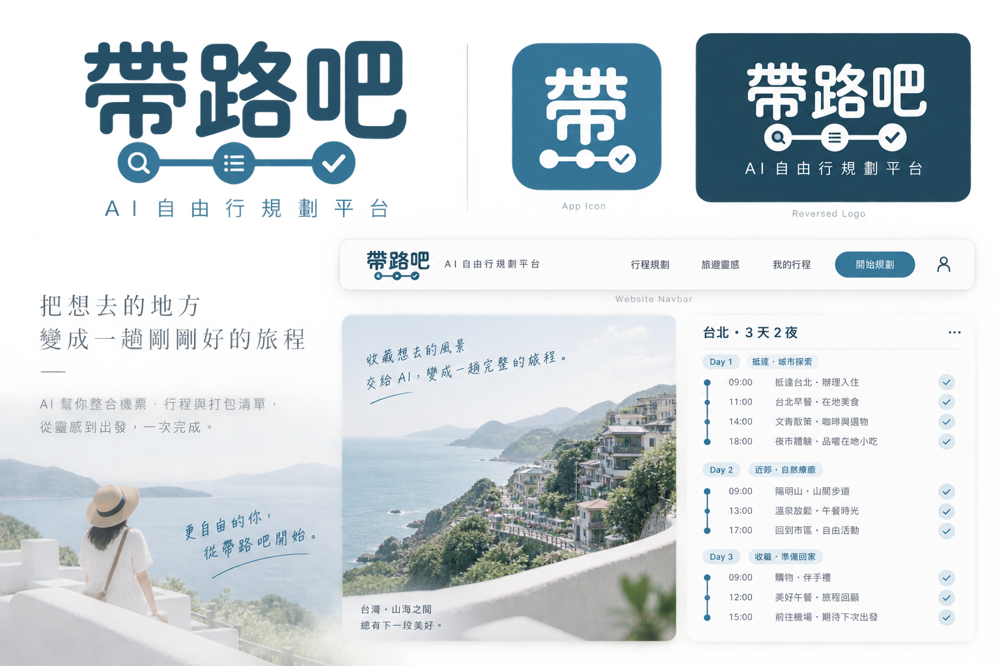 帶路吧
AI自由行規劃平台
帶
App Icon
帶路吧
AI自由行規劃平台
Reversed Logo
帶路吧
AI自由行規劃平台
行程規劃
旅遊靈感
我的行程
開始規劃
Website Navbar
把想去的地方
變成一趟剛剛好的旅程
AI 幫你整合機票、行程與打包清單，
從靈感到出發，一次完成。
更自由的你，
從帶路吧開始。
收藏想去的風景
交給 AI，變成一趟完整的旅程。
台灣・山海之間
總有下一段美好。
台北・3 天 2 夜
Day 1 抵達・城市探索
09:00 抵達台北・辦理入住
11:00 台北早餐・在地美食
14:00 文青散策・咖啡與選物
18:00 夜市體驗・品嚐在地小吃
Day 2 近郊・自然療癒
09:00 陽明山・山間步道
13:00 溫泉放鬆・午餐時光
17:00 回到市區・自由活動
Day 3 收藏・準備回家
09:00 購物・伴手禮
12:00 美好午餐・旅程回顧
15:00 前往機場・期待下次出發